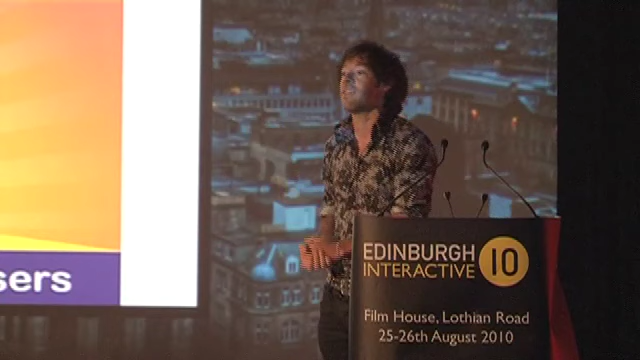 sers
EDINBURGH
INTERACTIVE
10
Film House, Lothian Road
25-26th August 2010